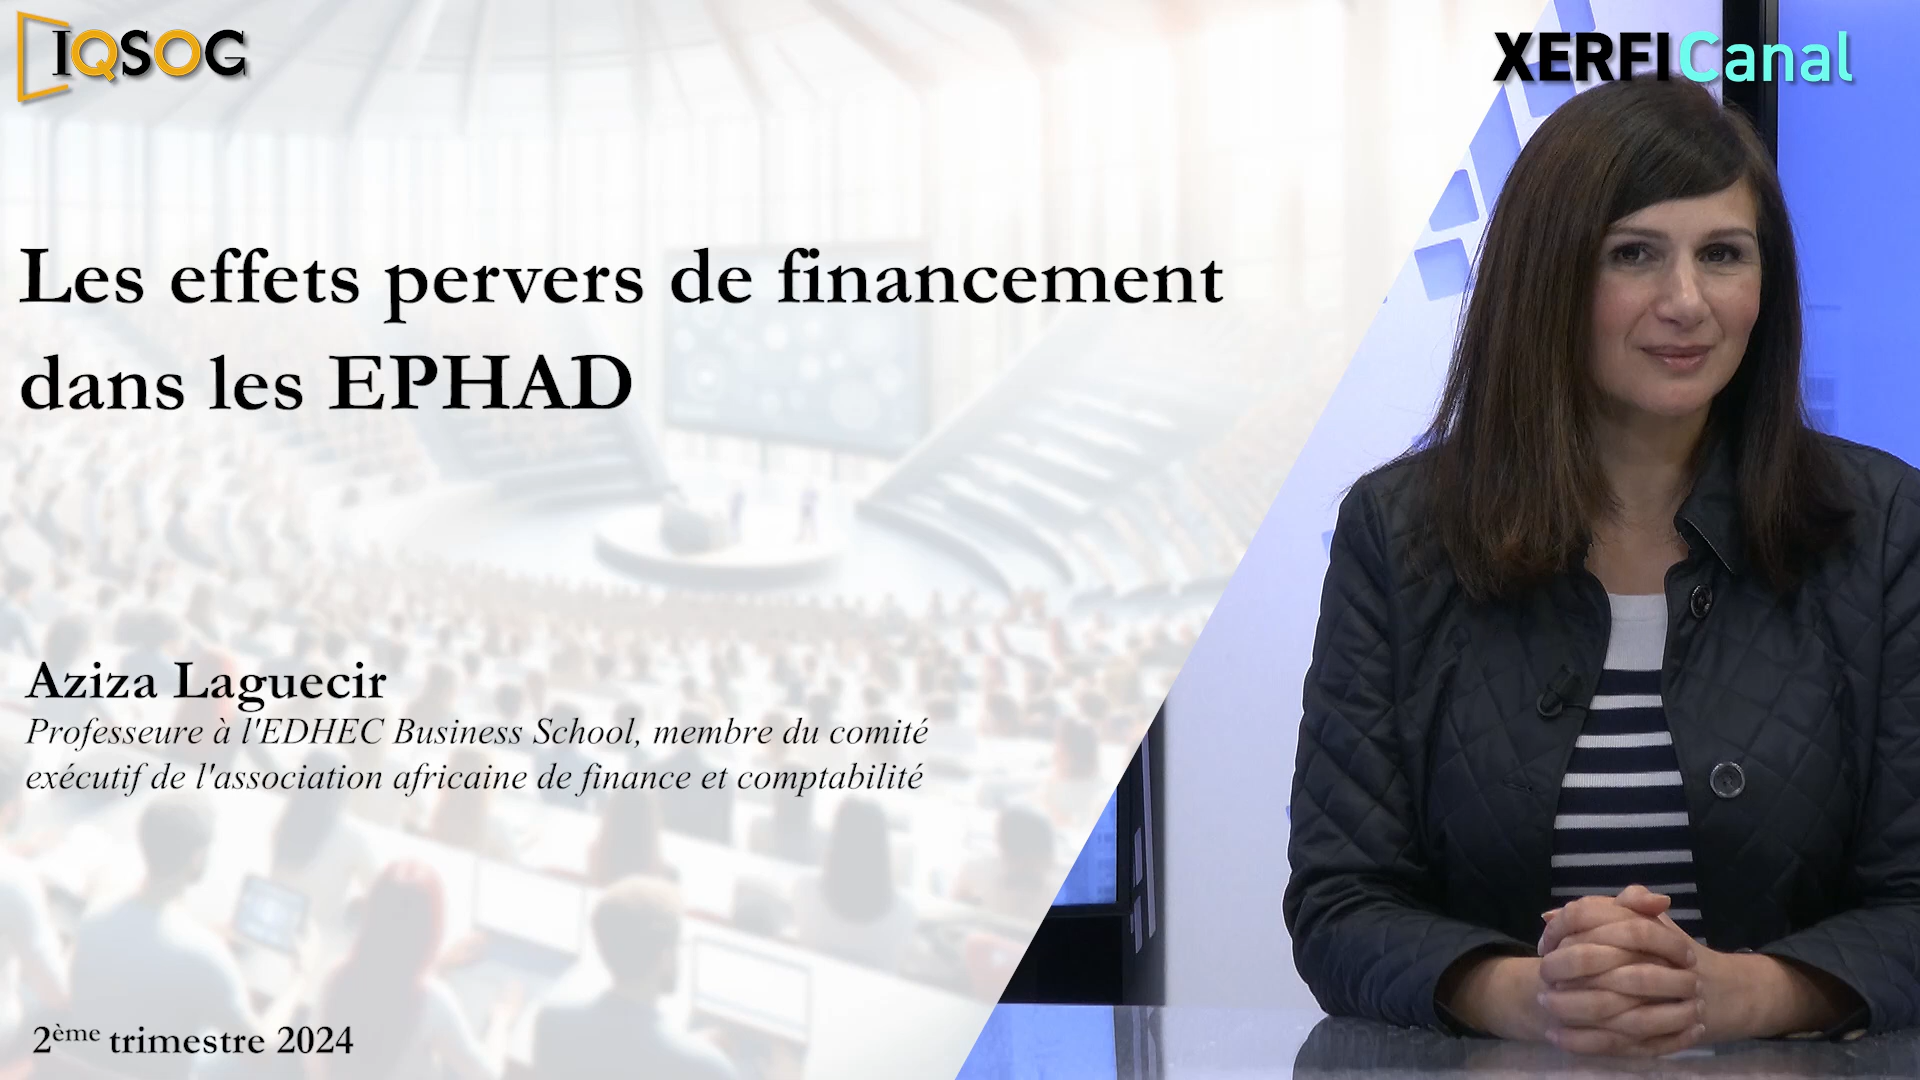 IQSOG
XERFI Canal
Les effets pervers de financement
dans les EPHAD
Aziza Laguecir
Professeure à l'EDHEC Business School, membre du comité
exécutif de l'association africaine de finance et comptabilité
2ème trimestre 2024